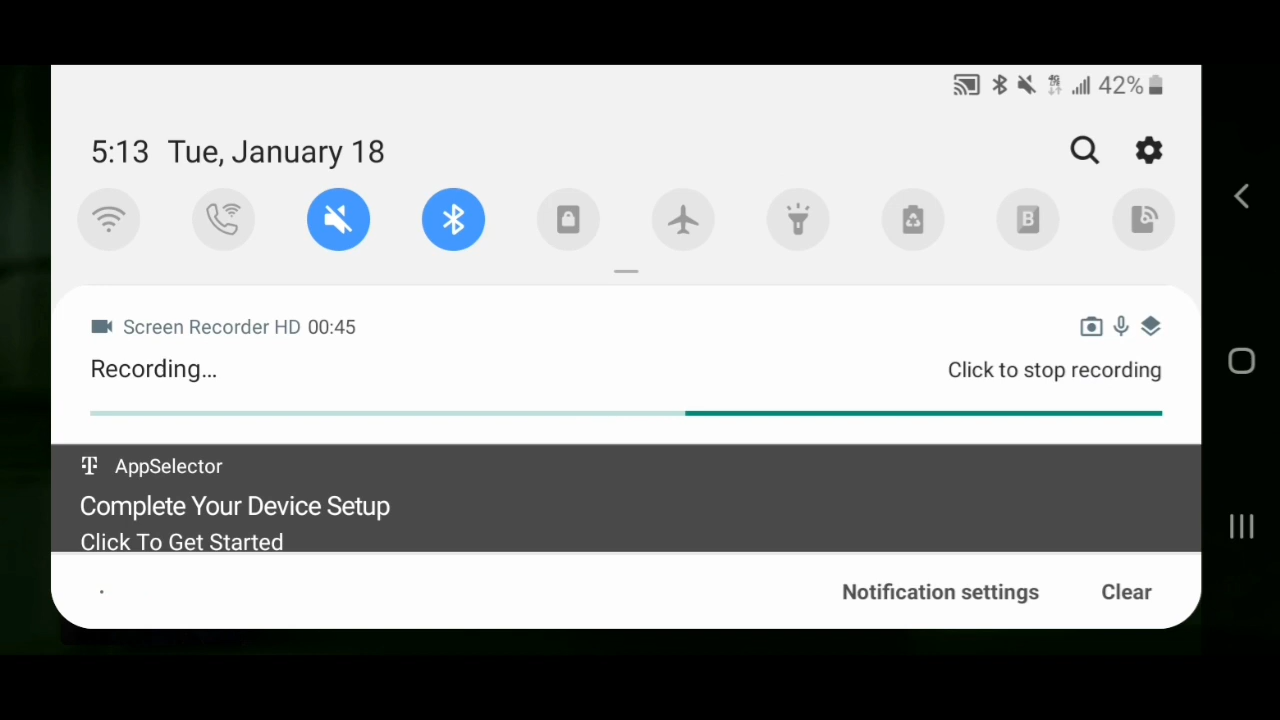 42%
5:13 Tue, January 18
Screen Recorder HD 00:45
Recording...
Click to stop recording
AppSelector
Complete Your Device Setup
Click To Get Started
Notification settings
Clear